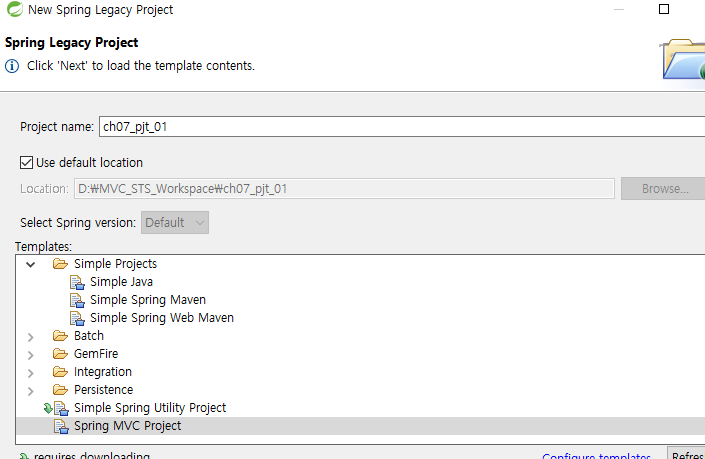 New Spring Legacy Project
Spring Legacy Project
Click 'Next' to load the template contents.
Project name: ch07_pjt_01
Use default location
Location: D:₩MVC_STS_Workspace₩ch07_pjt_01 Browse...
Select Spring version: Default
Templates:
Simple Projects
Simple Java
Simple Spring Maven
Simple Spring Web Maven
Batch
GemFire
Integration
Persistence
Simple Spring Utility Project
Spring MVC Project
requires downloading Configure templates... Refres